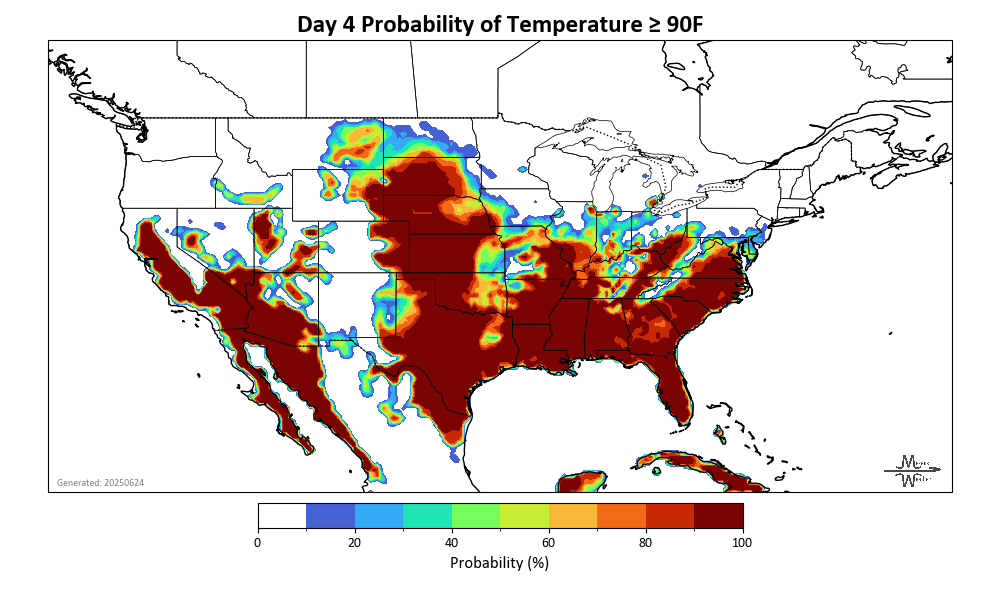 Day 4 Probability of Temperature ≥ 90F
Generated: 20250624
0 20 40 60 80 100
Probability (%)